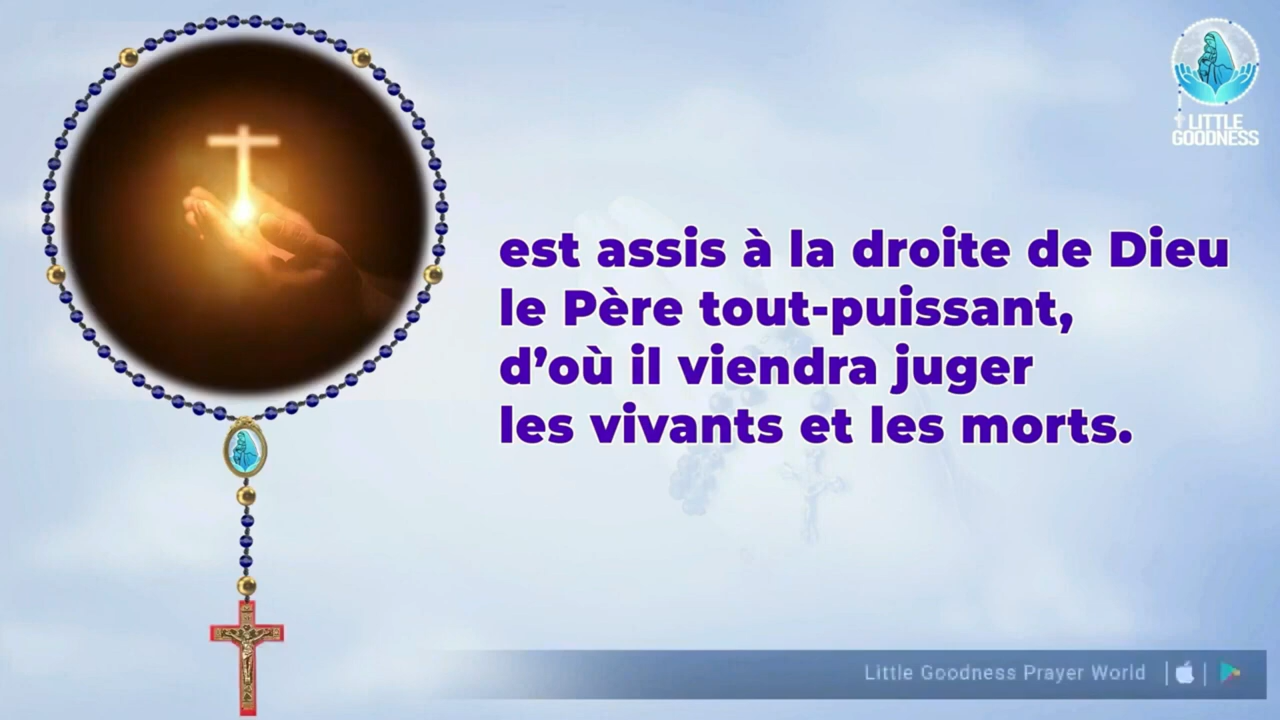 LITTLE
GOODNESS
est assis à la droite de Dieu
le Père tout-puissant,
d’où il viendra juger
les vivants et les morts.
Little Goodness Prayer World